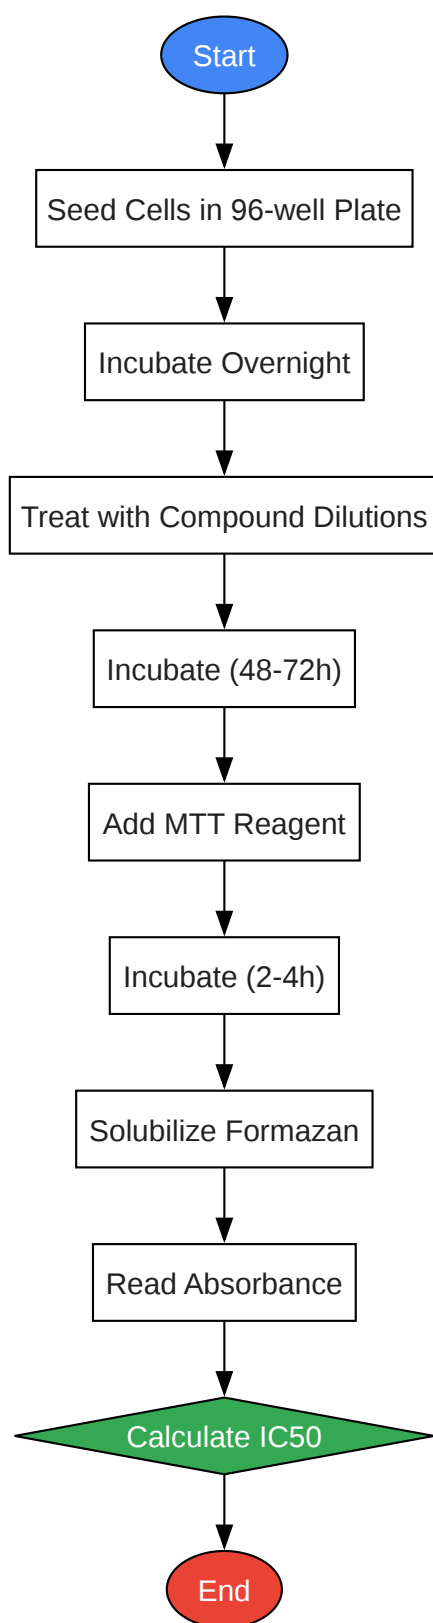 Start
Seed Cells in 96-well Plate
Incubate Overnight
Treat with Compound Dilutions
Incubate (48-72h)
Add MTT Reagent
Incubate (2-4h)
Solubilize Formazan
Read Absorbance
Calculate IC50
End